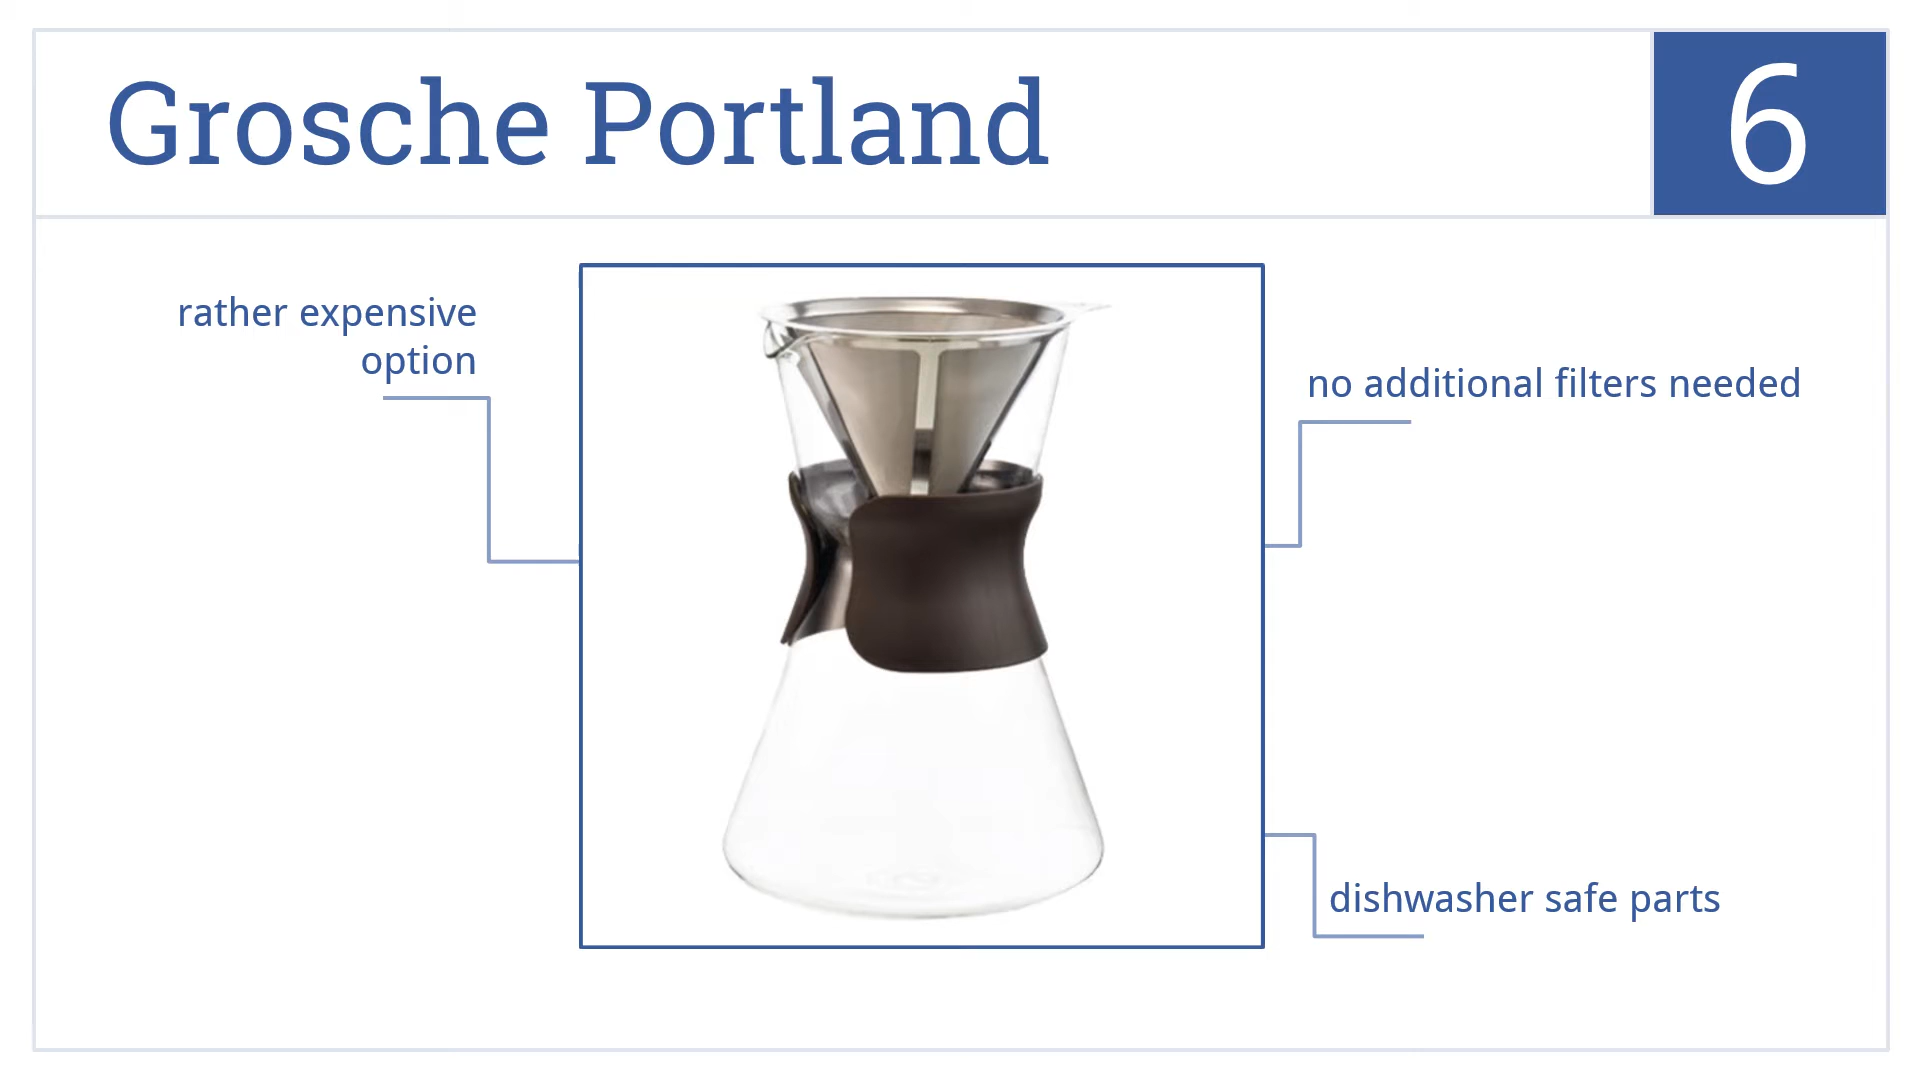 Grosche Portland
6
rather expensive
option
no additional filters needed
dishwasher safe parts